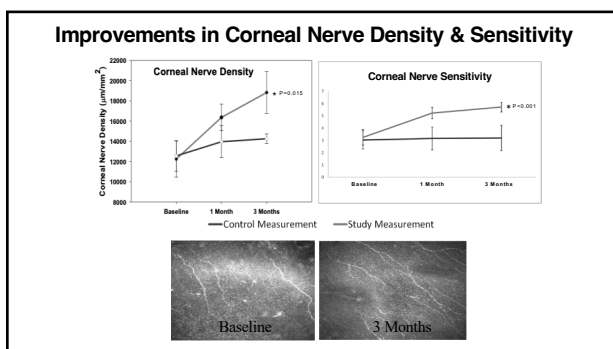 Improvements in Corneal Nerve Density & Sensitivity
Corneal Nerve Density
Corneal Nerve Density (µm/mm²)
22000
20000
18000
16000
14000
12000
10000
8000
* P=0.015
Baseline 1 Month 3 Months
Corneal Nerve Sensitivity
7
6
5
4
3
2
1
0
* P<0.001
Baseline 1 Month 3 Months
Control Measurement Study Measurement
Baseline
3 Months